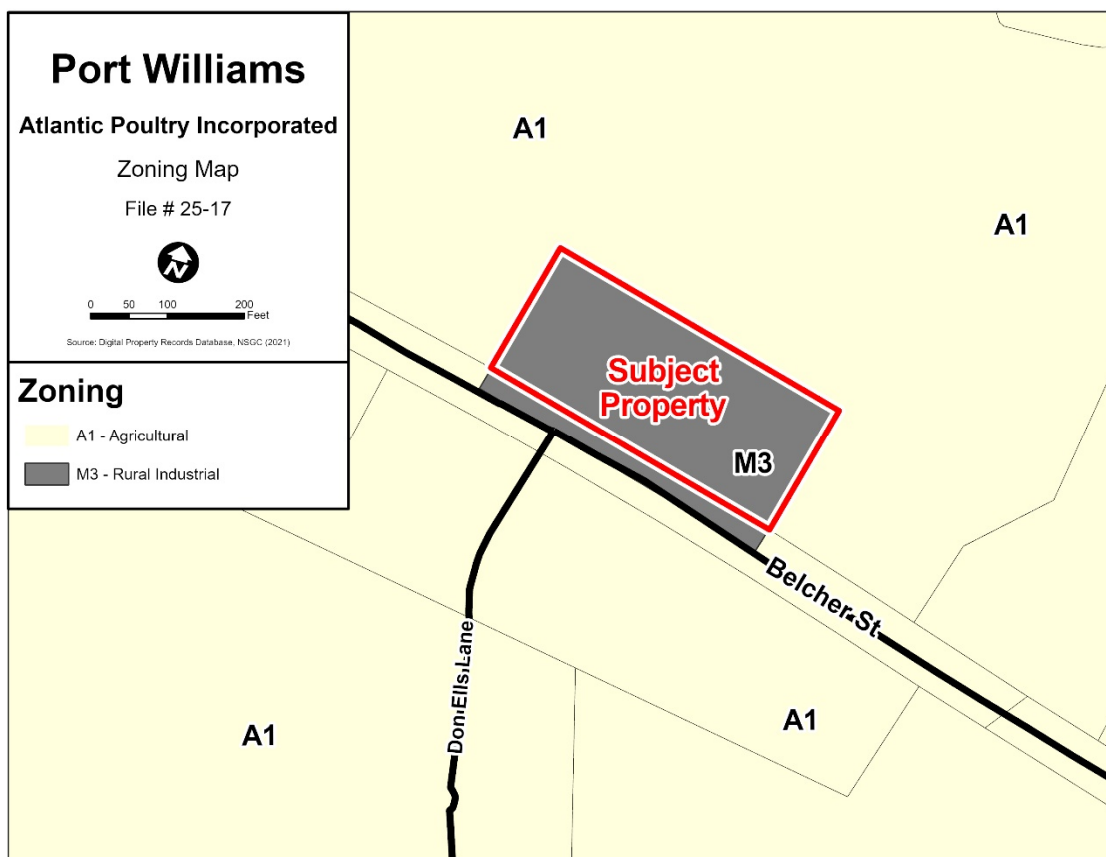 Port Williams
Atlantic Poultry Incorporated
Zoning Map
File # 25-17
N
0 50 100 200
Feet
Source: Digital Property Records Database, NSGC (2021)
Zoning
A1 - Agricultural
M3 - Rural Industrial
A1
A1
Subject
Property
M3
Belcher St
Don Ells Lane
A1
A1